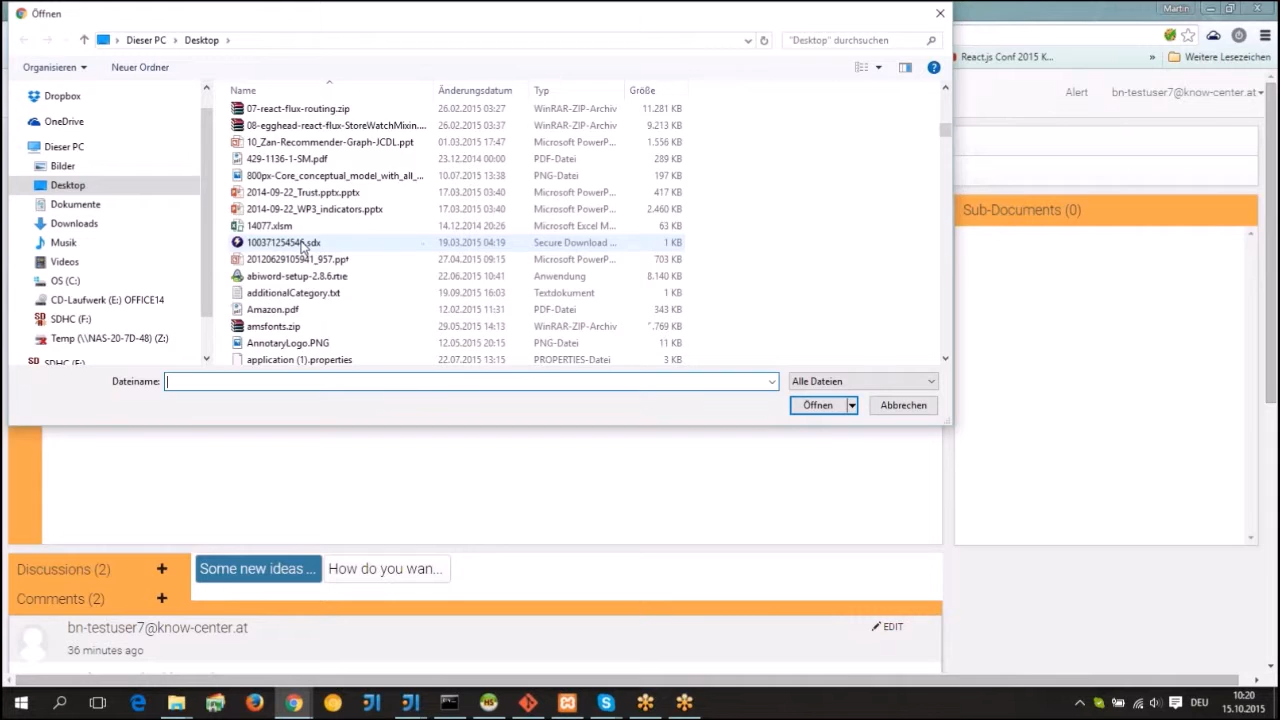 Öffnen
Martin
Dieser PC > Desktop >
"Desktop" durchsuchen
Organisieren
Neuer Ordner
React.js Conf 2015 K...
»
Weitere Lesezeichen
Alert
bn-testuser7@know-center.at
Sub-Documents (0)
Dropbox
OneDrive
Dieser PC
Bilder
Desktop
Dokumente
Downloads
Musik
Videos
OS (C:)
CD-Laufwerk (E:) OFFICE14
SDHC (F:)
Temp (\\NAS-20-7D-48) (Z:)
SDHC (F:)
Name Änderungsdatum Typ Größe
07-react-flux-routing.zip 26.02.2015 03:27 WinRAR-ZIP-Archiv 11.281 KB
08-egghead-react-flux-StoreWatchMixin.... 26.02.2015 03:37 WinRAR-ZIP-Archiv 9.213 KB
10_Zan-Recommender-Graph-JCDL.ppt 01.03.2015 17:47 Microsoft PowerP... 1.556 KB
429-1136-1-SM.pdf 23.12.2014 00:00 PDF-Datei 289 KB
800px-Core_conceptual_model_with_all_... 10.07.2015 13:38 PNG-Datei 197 KB
2014-09-22_Trust.pptx.pptx 17.03.2015 03:40 Microsoft PowerP... 417 KB
2014-09-22_WP3_indicators.pptx 17.03.2015 03:40 Microsoft PowerP... 2.460 KB
14077.xlsm 14.12.2014 20:26 Microsoft Excel M... 63 KB
100371254546.sdx 19.03.2015 04:19 Secure Download ... 1 KB
20120629105941_957.ppt 27.04.2015 09:15 Microsoft PowerP... 703 KB
abiword-setup-2.8.6.exe 22.06.2015 10:41 Anwendung 8.140 KB
additionalCategory.txt 19.09.2015 16:03 Textdokument 1 KB
Amazon.pdf 12.02.2015 11:31 PDF-Datei 343 KB
amsfonts.zip 29.05.2015 14:13 WinRAR-ZIP-Archiv .769 KB
AnnotaryLogo.PNG 12.05.2015 20:15 PNG-Datei 11 KB
application (1).properties 22.07.2015 13:15 PROPERTIES-Datei 3 KB
Dateiname:
Alle Dateien
Öffnen
Abbrechen
Discussions (2) +
Some new ideas ...
How do you wan...
Comments (2) +
bn-testuser7@know-center.at
EDIT
36 minutes ago
DEU
10:20
15.10.2015